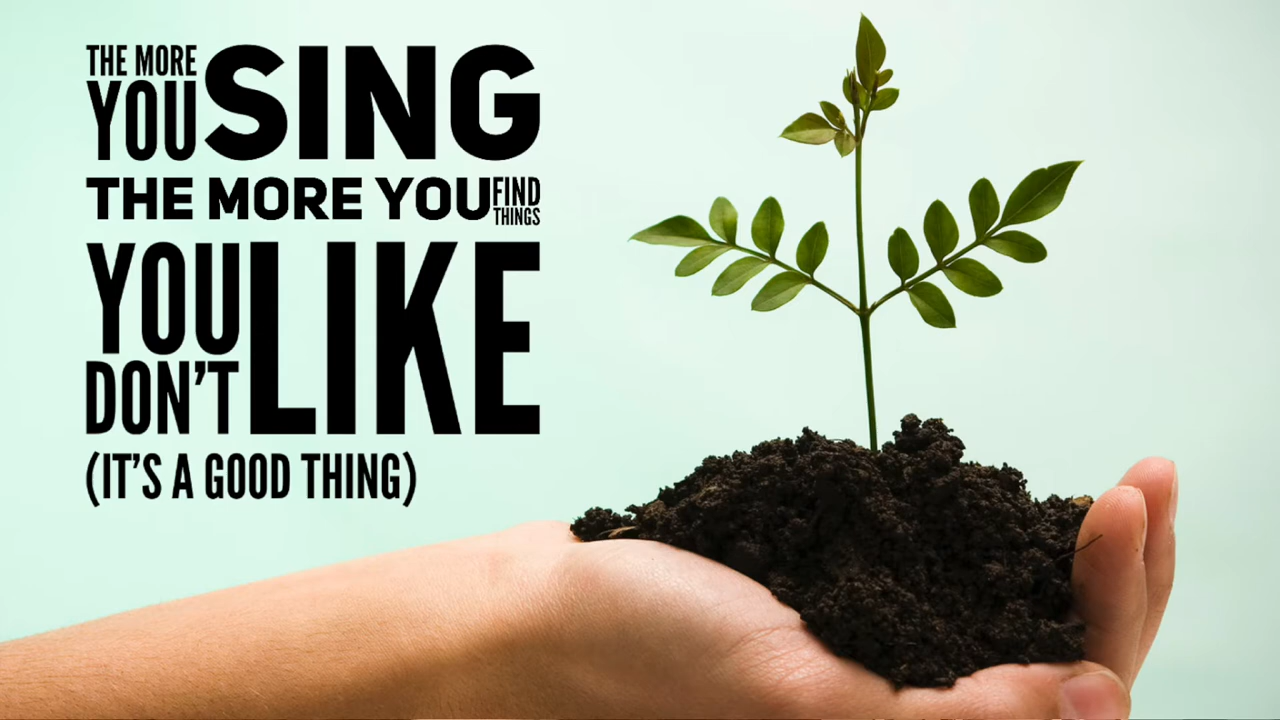 THE MORE
YOU SING
THE MORE YOU FIND THINGS
YOU
DON'T LIKE
(IT'S A GOOD THING)